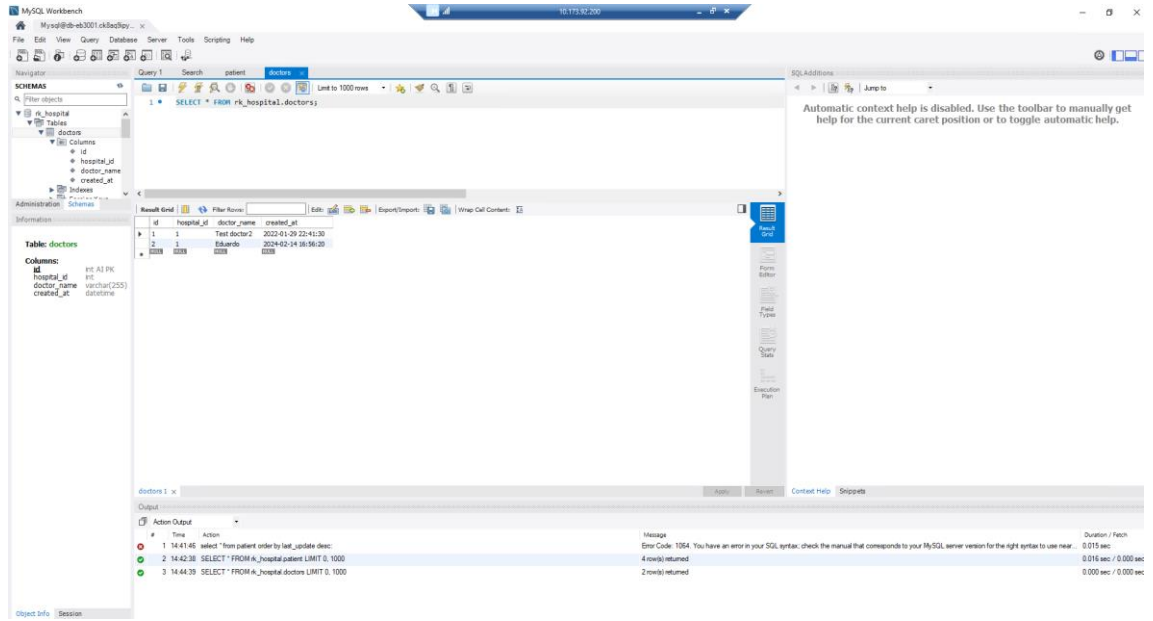 MySQL Workbench
10.173.92.200
Mysql@db-eb3001.ck8aq9ipy...
File Edit View Query Database Server Tools Scripting Help
Navigator
SCHEMAS
Filter objects
rk_hospital
Tables
doctors
Columns
id
hospital_id
doctor_name
created_at
Indexes
Administration Schemas
Information
Table: doctors
Columns:
id int AI PK
hospital_id int
doctor_name varchar(255)
created_at datetime
Object Info Session
Query 1 Search patient doctors
Limit to 1000 rows
1 SELECT * FROM rk_hospital.doctors;
Result Grid Filter Rows: Edit: Export/Import: Wrap Cell Content:
id hospital_id doctor_name created_at
1 1 Test doctor2 2022-01-29 22:41:30
2 1 Eduardo 2024-02-14 16:56:20
NULL NULL NULL NULL
Result Grid
Form Editor
Field Types
Query Stats
Execution Plan
doctors 1
Apply Revert
SQLAdditions
Jump to
Automatic context help is disabled. Use the toolbar to manually get
help for the current caret position or to toggle automatic help.
Context Help Snippets
Output
Action Output
# Time Action Message Duration / Fetch
1 14:41:46 select * from patient order by last_update desc: Error Code: 1064. You have an error in your SQL syntax; check the manual that corresponds to your MySQL server version for the right syntax to use near... 0.015 sec
2 14:42:38 SELECT * FROM rk_hospital.patient LIMIT 0, 1000 4 row(s) returned 0.016 sec / 0.000 sec
3 14:44:39 SELECT * FROM rk_hospital.doctors LIMIT 0, 1000 2 row(s) returned 0.000 sec / 0.000 sec